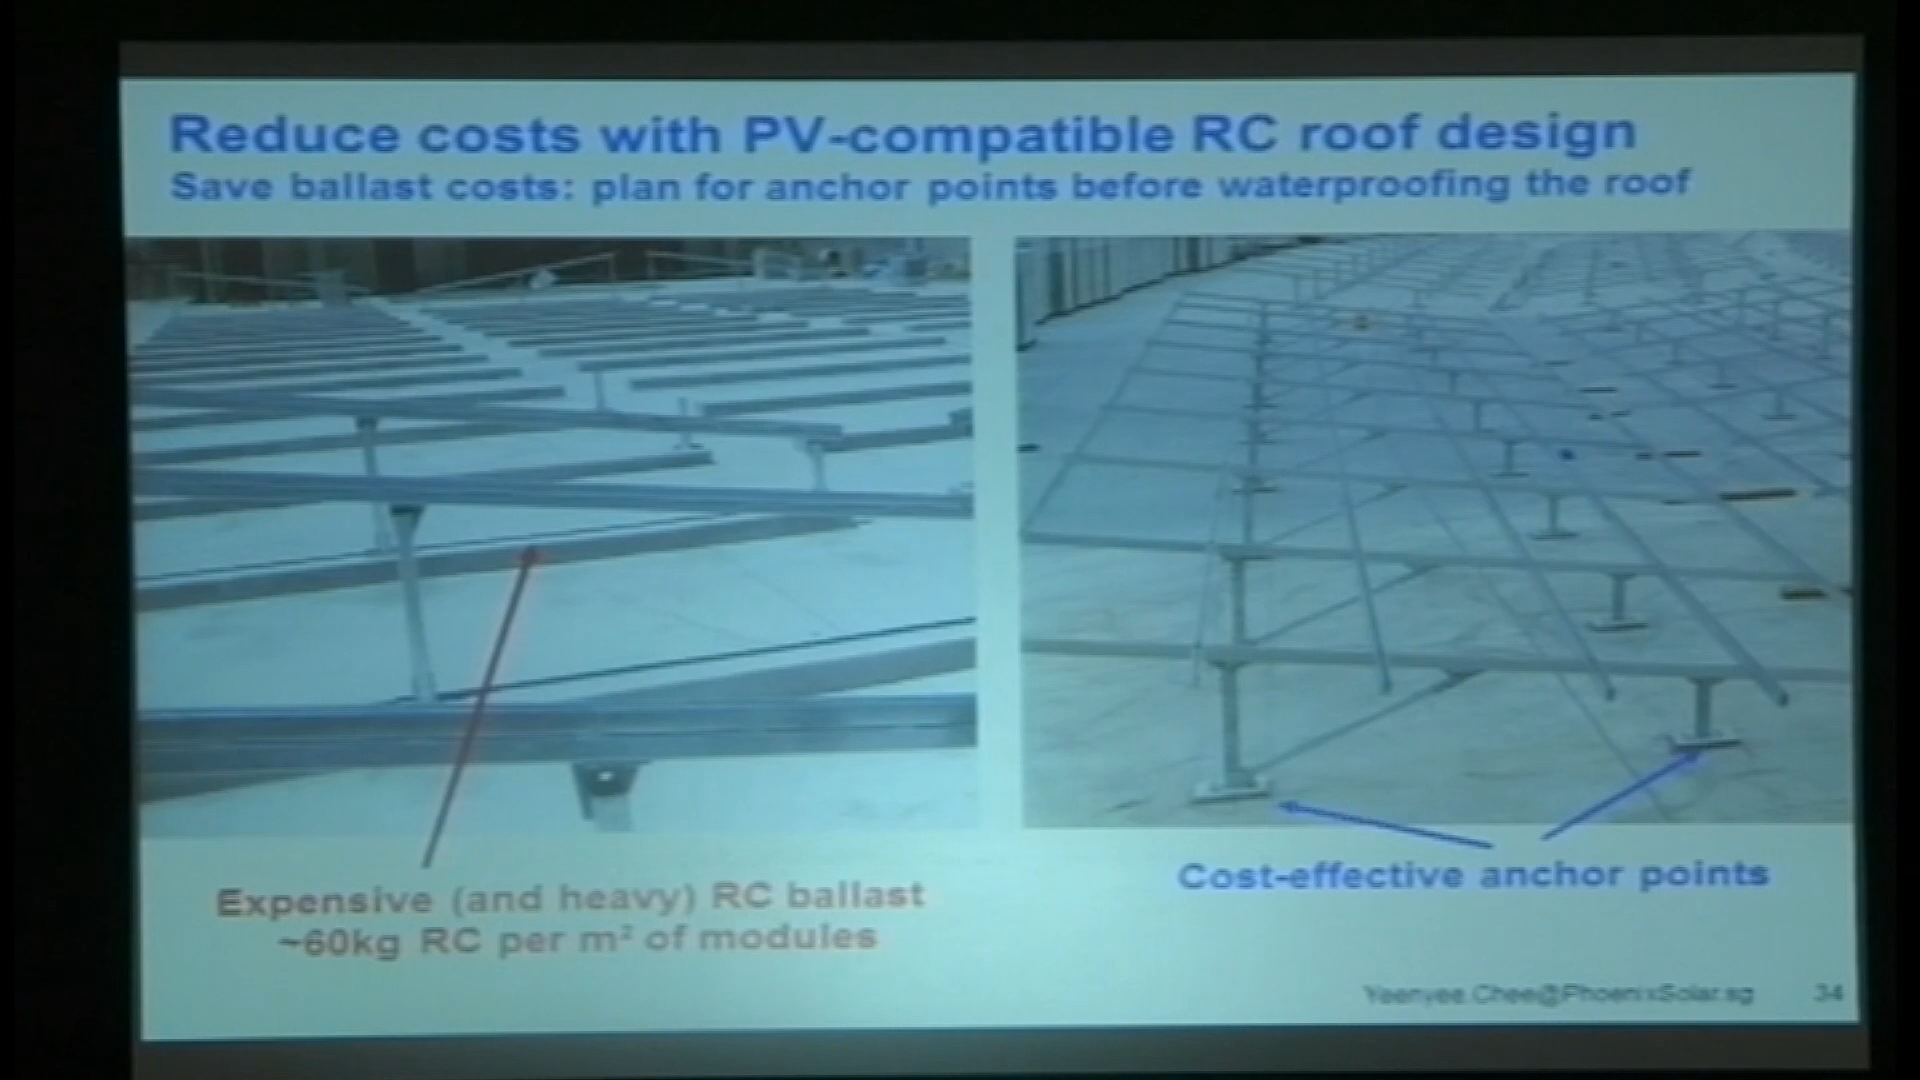 Reduce costs with PV-compatible RC roof design
Save ballast costs: plan for anchor points before waterproofing the roof
Expensive (and heavy) RC ballast
~60kg RC per m² of modules
Cost-effective anchor points
Yeenyee.Chee@PhoenixSolar.sg
34